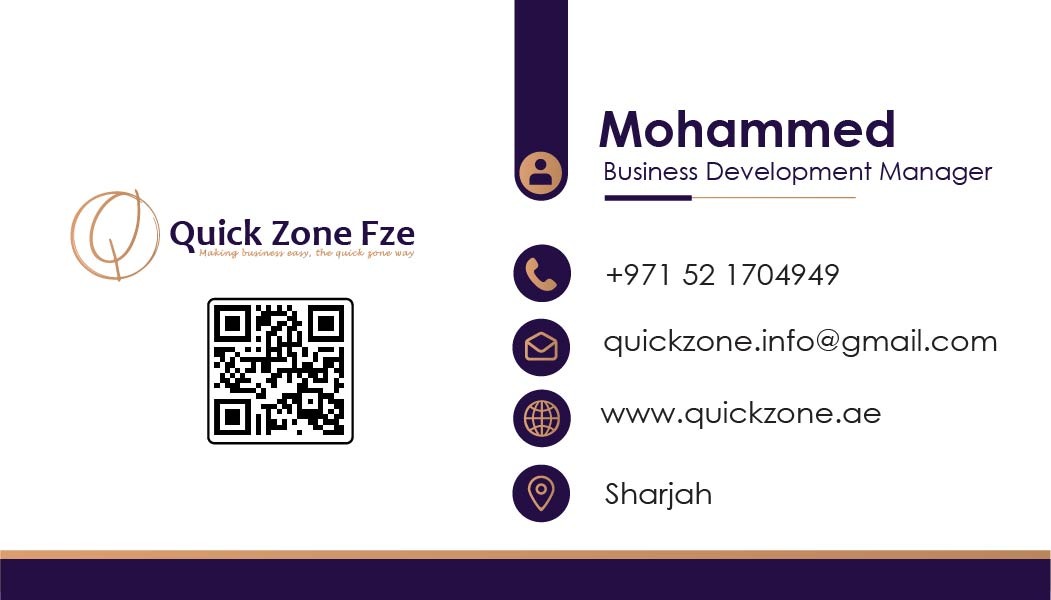 Mohammed
Business Development Manager
Quick Zone Fze
Making business easy, the quick zone way
+971 52 1704949
quickzone.info@gmail.com
www.quickzone.ae
Sharjah